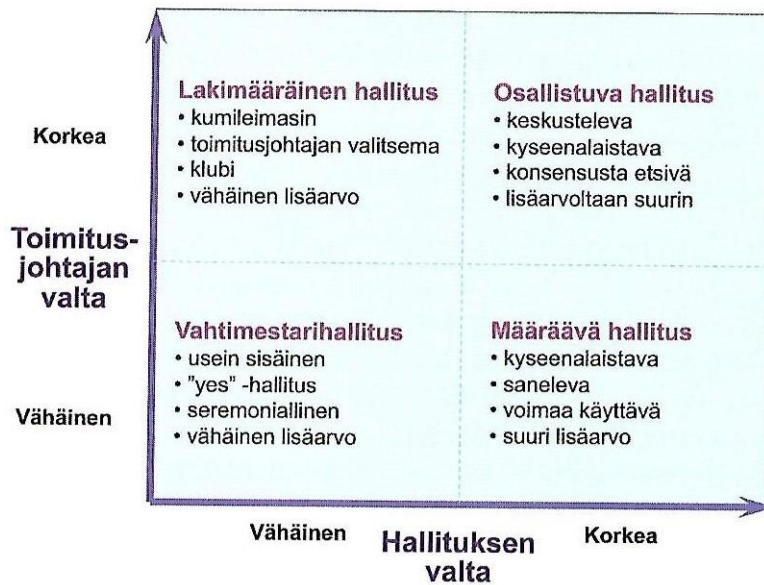 Lakimääräinen hallitus
• kumileimasin
• toimitusjohtajan valitsema
• klubi
• vähäinen lisäarvo
Osallistuva hallitus
• keskusteleva
• kyseenalaistava
• konsensusta etsivä
• lisäarvoltaan suurin
Korkea
Toimitus-
johtajan
valta
Vahtimestarihallitus
• usein sisäinen
• "yes" -hallitus
• seremoniallinen
• vähäinen lisäarvo
Määräävä hallitus
• kyseenalaistava
• saneleva
• voimaa käyttävä
• suuri lisäarvo
Vähäinen
Vähäinen
Hallituksen
valta
Korkea